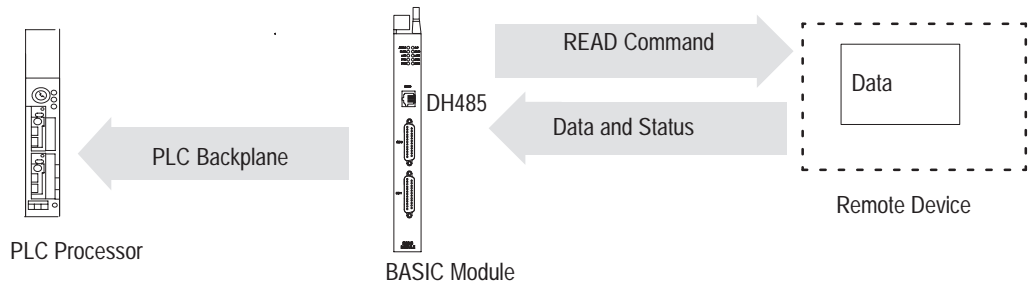 READ Command
Data
DH485
Data and Status
PLC Backplane
Remote Device
PLC Processor
BASIC Module